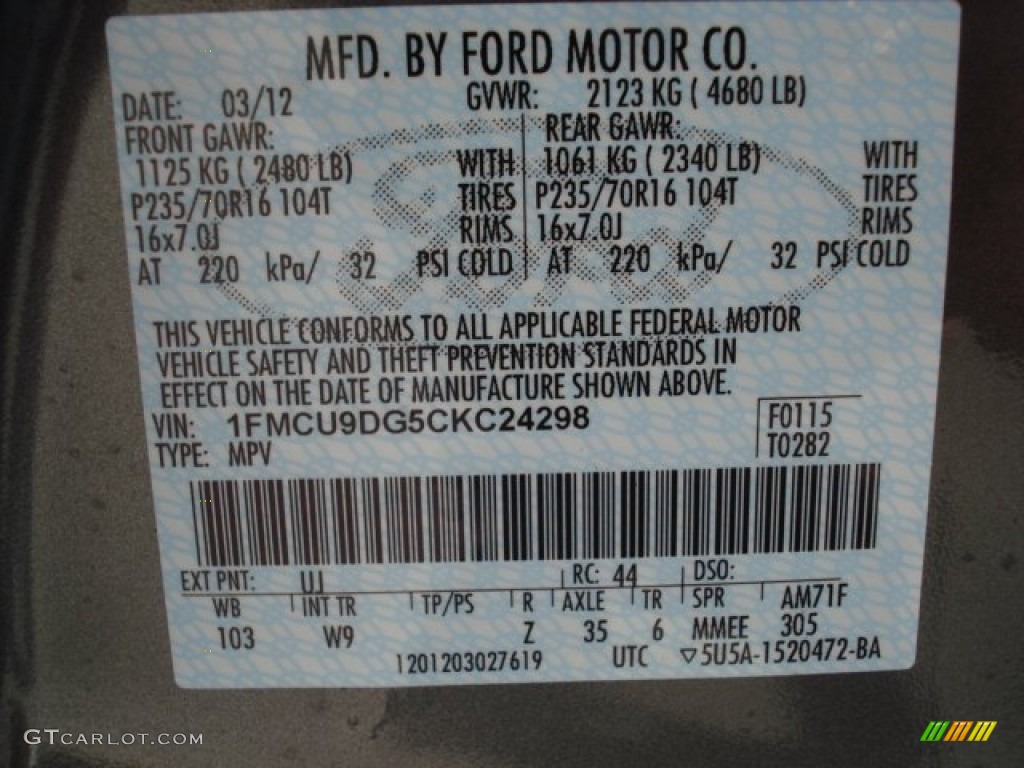 MFD. BY FORD MOTOR CO.
DATE: 03/12 GVWR: 2123 KG ( 4680 LB)
FRONT GAWR: REAR GAWR:
1125 KG ( 2480 LB) WITH 1061 KG ( 2340 LB) WITH
P235/70R16 104T TIRES P235/70R16 104T TIRES
16x7.0J RIMS 16x7.0J RIMS
AT 220 kPa/ 32 PSI COLD AT 220 kPa/ 32 PSI COLD
Ford
THIS VEHICLE CONFORMS TO ALL APPLICABLE FEDERAL MOTOR
VEHICLE SAFETY AND THEFT PREVENTION STANDARDS IN
EFFECT ON THE DATE OF MANUFACTURE SHOWN ABOVE.
VIN: 1FMCU9DG5CKC24298 F0115
TYPE: MPV T0282
EXT PNT: UJ RC: 44 DSO:
WB INT TR TP/PS R AXLE TR SPR AM71F
103 W9 Z 35 6 MMEE 305
1201203027619 UTC ▽5U5A-1520472-BA
GTCARLOT.COM